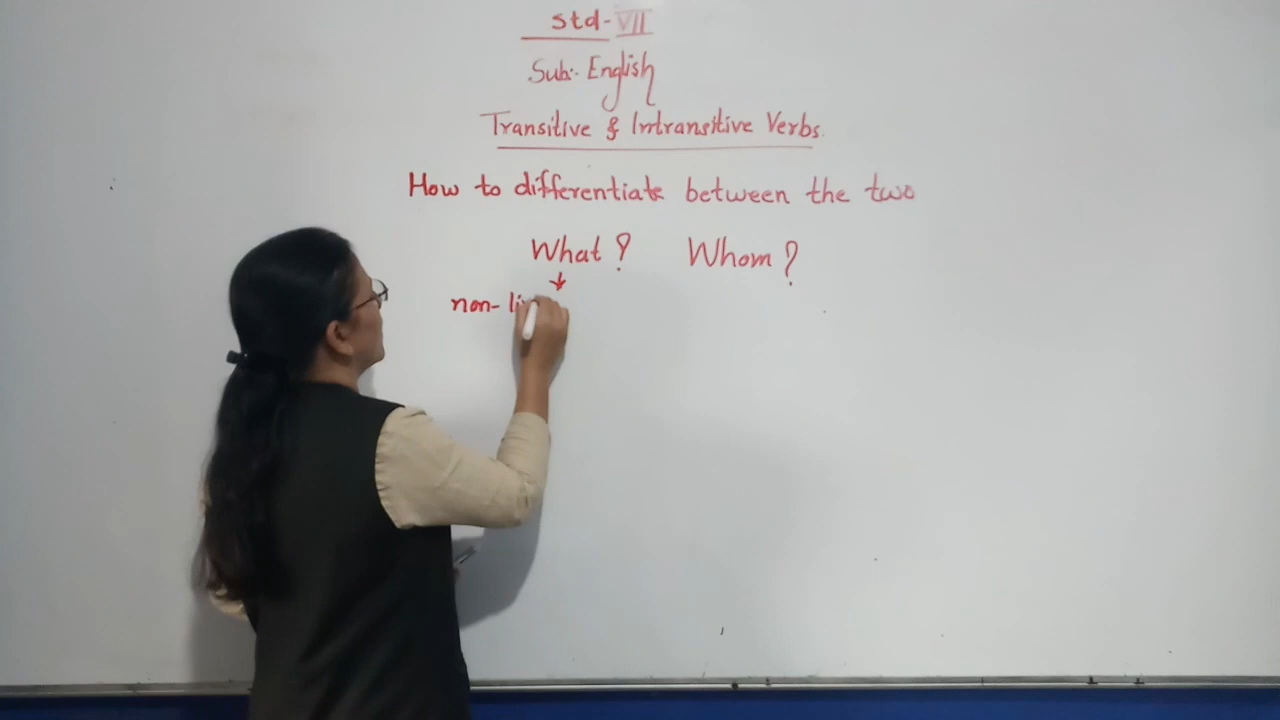 Std-VII
Sub:- English
Transitive & Intransitive Verbs.
How to differentiate between the two
What? Whom?
non- li